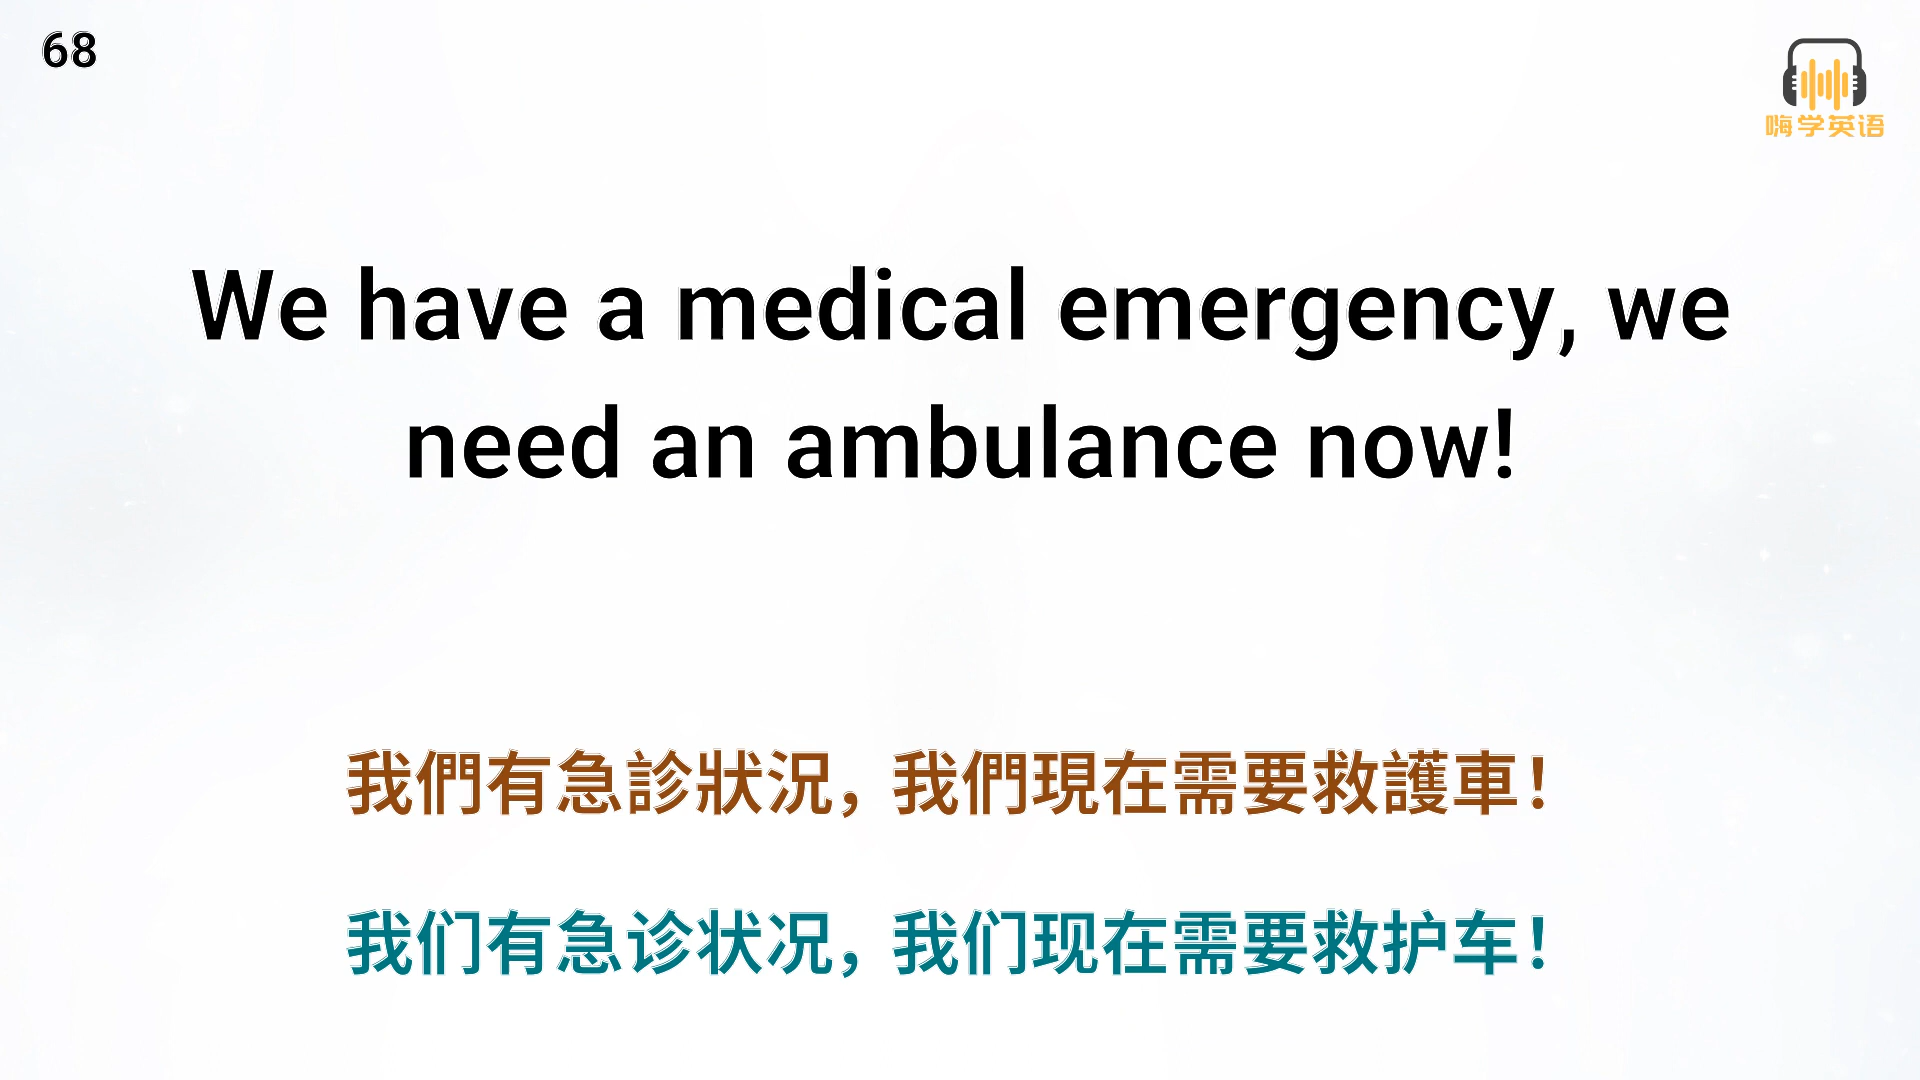 68
嗨学英语
We have a medical emergency, we
need an ambulance now!
我們有急診狀況，我們現在需要救護車！
我们有急诊状况，我们现在需要救护车！